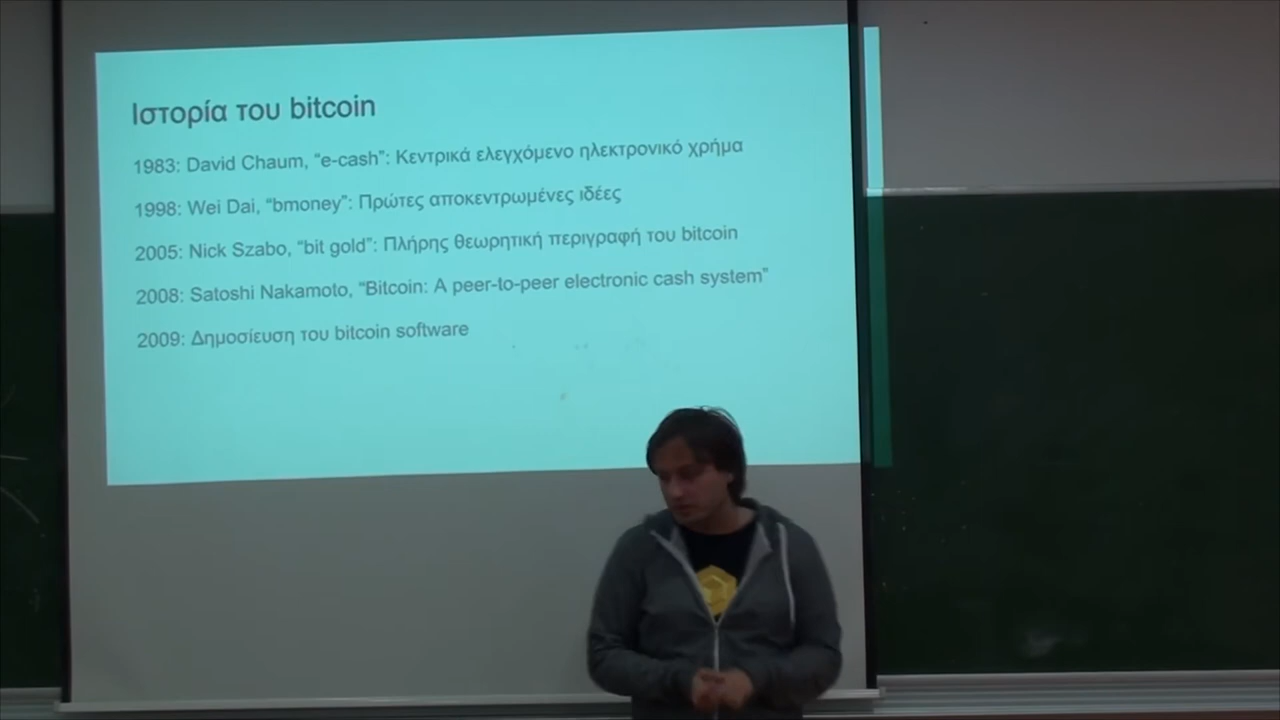 Ιστορία του bitcoin
1983: David Chaum, “e-cash”: Κεντρικά ελεγχόμενο ηλεκτρονικό χρήμα
1998: Wei Dai, “bmoney”: Πρώτες αποκεντρωμένες ιδέες
2005: Nick Szabo, “bit gold”: Πλήρης θεωρητική περιγραφή του bitcoin
2008: Satoshi Nakamoto, “Bitcoin: A peer-to-peer electronic cash system”
2009: Δημοσίευση του bitcoin software